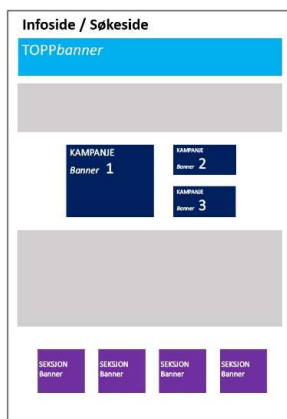 Infoside / Søkeside
TOPPbanner
KAMPANJE
Banner 1
KAMPANJE
Banner 2
KAMPANJE
Banner 3
SEKSJON
Banner
SEKSJON
Banner
SEKSJON
Banner
SEKSJON
Banner